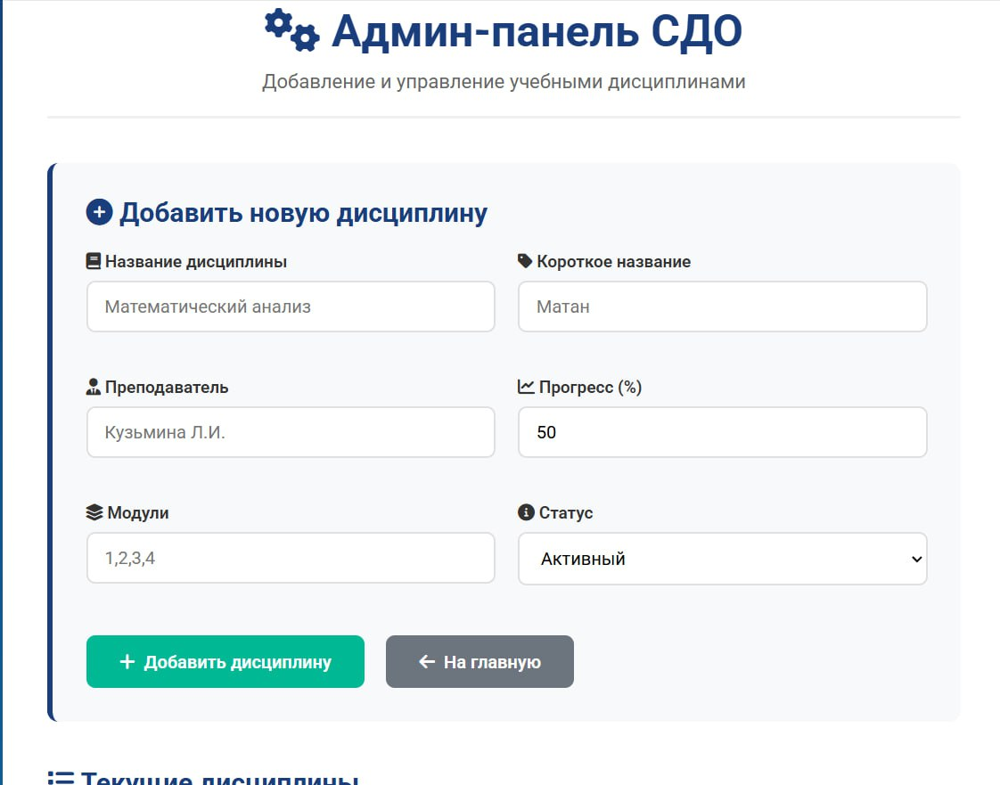 Админ-панель СДО
Добавление и управление учебными дисциплинами
Добавить новую дисциплину
Название дисциплины
Короткое название
Математический анализ
Матан
Преподаватель
Прогресс (%)
Кузьмина Л.И.
50
Модули
Статус
1,2,3,4
Активный
Добавить дисциплину
На главную
Текущие дисциплины